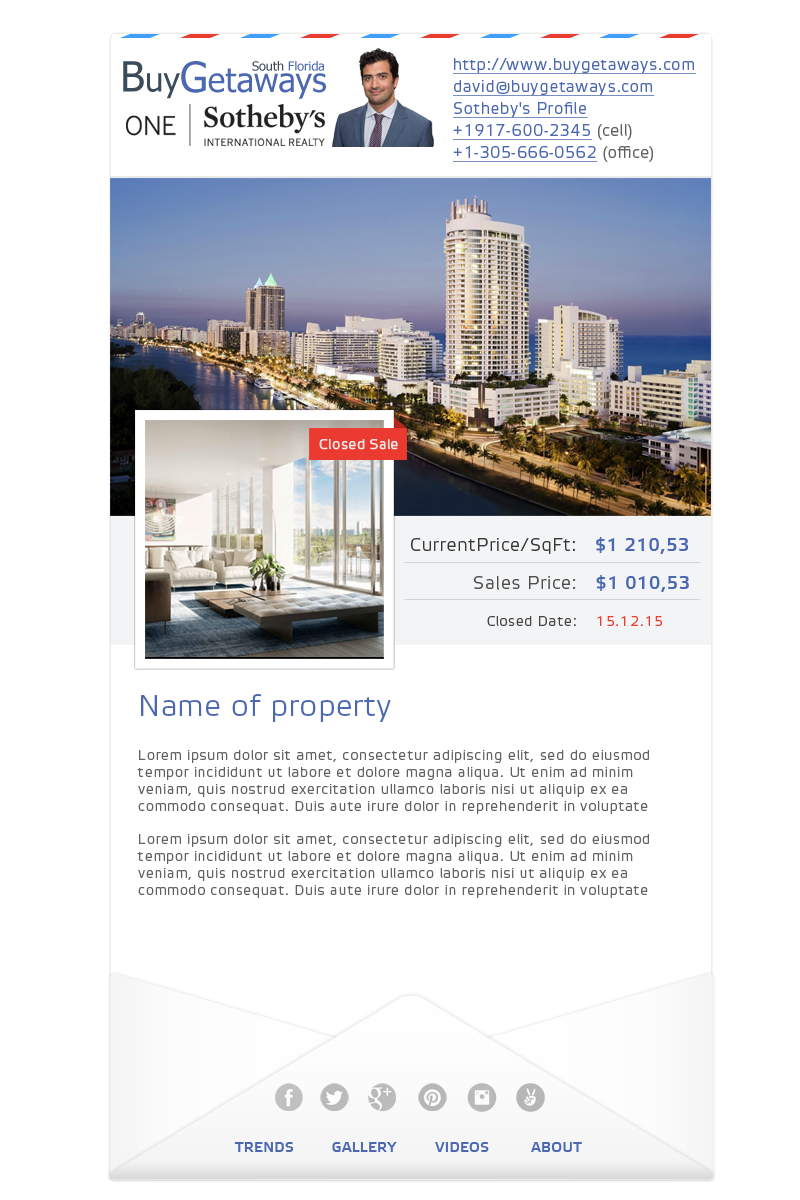 South Florida
BuyGetaways
ONE Sotheby's
INTERNATIONAL REALTY
http://www.buygetaways.com
david@buygetaways.com
Sotheby's Profile
+1917-600-2345 (cell)
+1-305-666-0562 (office)
Closed Sale
CurrentPrice/SqFt: $1 210,53
Sales Price: $1 010,53
Closed Date: 15.12.15
Name of property
Lorem ipsum dolor sit amet, consectetur adipiscing elit, sed do eiusmod
tempor incididunt ut labore et dolore magna aliqua. Ut enim ad minim
veniam, quis nostrud exercitation ullamco laboris nisi ut aliquip ex ea
commodo consequat. Duis aute irure dolor in reprehenderit in voluptate
Lorem ipsum dolor sit amet, consectetur adipiscing elit, sed do eiusmod
tempor incididunt ut labore et dolore magna aliqua. Ut enim ad minim
veniam, quis nostrud exercitation ullamco laboris nisi ut aliquip ex ea
commodo consequat. Duis aute irure dolor in reprehenderit in voluptate
TRENDS GALLERY VIDEOS ABOUT